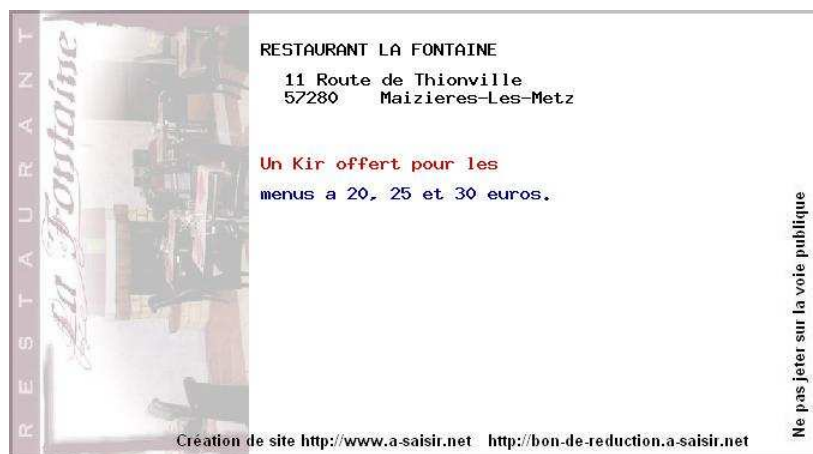 RESTAURANT
La Fontaine
RESTAURANT LA FONTAINE
11 Route de Thionville
57280 Maizieres-Les-Metz
Un Kir offert pour les
menus a 20, 25 et 30 euros.
Ne pas jeter sur la voie publique
Création de site http://www.a-saisir.net http://bon-de-reduction.a-saisir.net